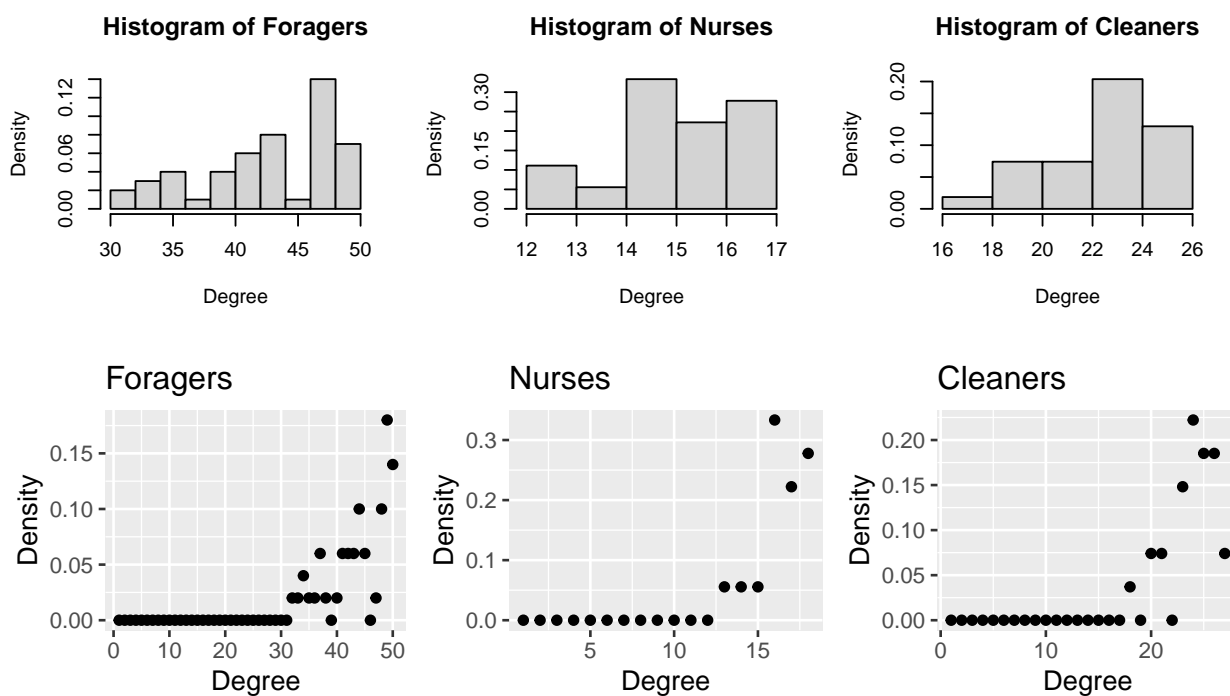 Histogram of Foragers
Density
0.00 0.06 0.12
30 35 40 45 50
Degree
Histogram of Nurses
Density
0.00 0.15 0.30
12 13 14 15 16 17
Degree
Histogram of Cleaners
Density
0.00 0.10 0.20
16 18 20 22 24 26
Degree
Foragers
Density
0.15
0.10
0.05
0.00
0 10 20 30 40 50
Degree
Nurses
Density
0.3
0.2
0.1
0.0
5 10 15
Degree
Cleaners
Density
0.20
0.15
0.10
0.05
0.00
0 10 20
Degree